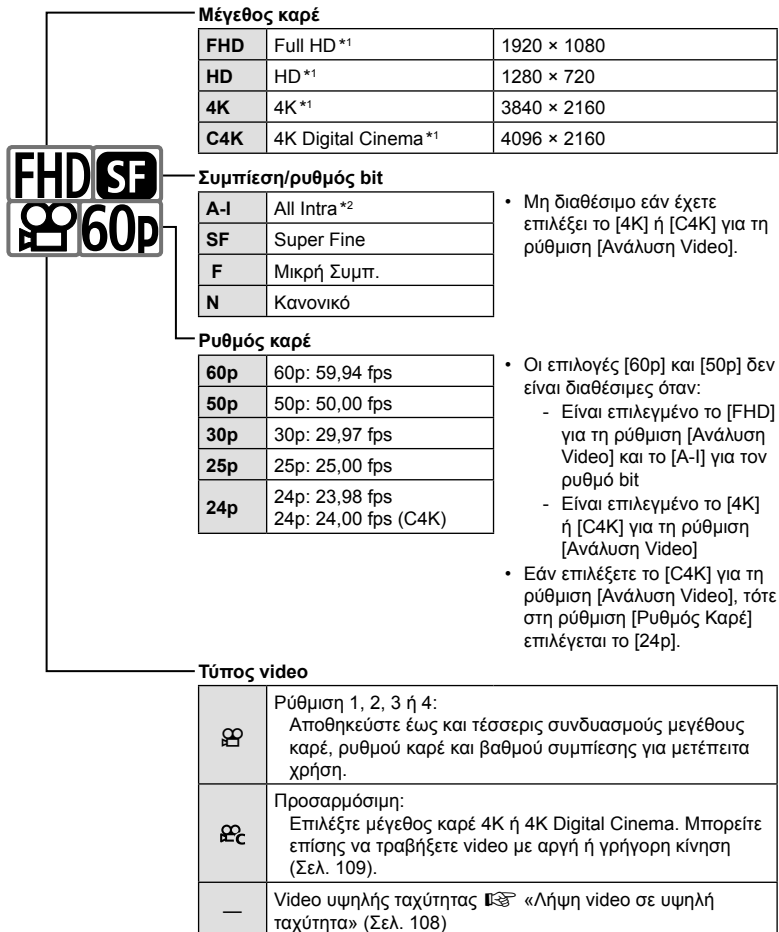 Μέγεθος καρέ
FHD Full HD *1 1920 × 1080
HD HD *1 1280 × 720
4K 4K *1 3840 × 2160
C4K 4K Digital Cinema *1 4096 × 2160
FHD SF
60p
Συμπίεση/ρυθμός bit
A-I All Intra *2
SF Super Fine
F Μικρή Συμπ.
N Κανονικό
• Μη διαθέσιμο εάν έχετε
επιλέξει το [4K] ή [C4K] για τη
ρύθμιση [Ανάλυση Video].
Ρυθμός καρέ
60p 60p: 59,94 fps
50p 50p: 50,00 fps
30p 30p: 29,97 fps
25p 25p: 25,00 fps
24p 24p: 23,98 fps
24p: 24,00 fps (C4K)
• Οι επιλογές [60p] και [50p] δεν
είναι διαθέσιμες όταν:
- Είναι επιλεγμένο το [FHD]
για τη ρύθμιση [Ανάλυση
Video] και το [A-I] για τον
ρυθμό bit
- Είναι επιλεγμένο το [4K]
ή [C4K] για τη ρύθμιση
[Ανάλυση Video]
• Εάν επιλέξετε το [C4K] για τη
ρύθμιση [Ανάλυση Video], τότε
στη ρύθμιση [Ρυθμός Καρέ]
επιλέγεται το [24p].
Τύπος video
Ρύθμιση 1, 2, 3 ή 4:
Αποθηκεύστε έως και τέσσερις συνδυασμούς μεγέθους
καρέ, ρυθμού καρέ και βαθμού συμπίεσης για μετέπειτα
χρήση.
C
Προσαρμόσιμη:
Επιλέξτε μέγεθος καρέ 4K ή 4K Digital Cinema. Μπορείτε
επίσης να τραβήξετε video με αργή ή γρήγορη κίνηση
(Σελ. 109).
— Video υψηλής ταχύτητας ☞ «Λήψη video σε υψηλή
ταχύτητα» (Σελ. 108)